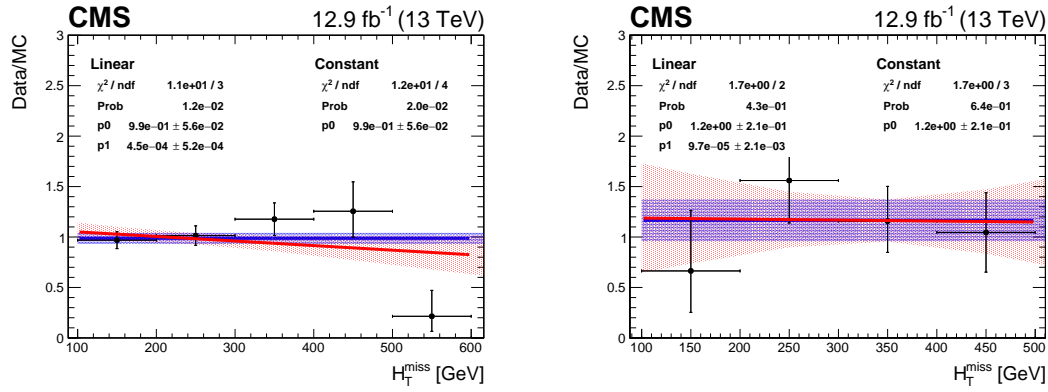 CMS 12.9 fb⁻¹ (13 TeV)
Data/MC
3
2.5
2
1.5
1
0.5
0
Linear
χ² / ndf 1.1e+01 / 3
Prob 1.2e−02
p0 9.9e−01 ± 5.6e−02
p1 4.5e−04 ± 5.2e−04
Constant
χ² / ndf 1.2e+01 / 4
Prob 2.0e−02
p0 9.9e−01 ± 5.6e−02
100 200 300 400 500 600
H_T^miss [GeV]
CMS 12.9 fb⁻¹ (13 TeV)
Data/MC
3
2.5
2
1.5
1
0.5
0
Linear
χ² / ndf 1.7e+00 / 2
Prob 4.3e−01
p0 1.2e+00 ± 2.1e−01
p1 9.7e−05 ± 2.1e−03
Constant
χ² / ndf 1.7e+00 / 3
Prob 6.4e−01
p0 1.2e+00 ± 2.1e−01
100 150 200 250 300 350 400 450 500
H_T^miss [GeV]